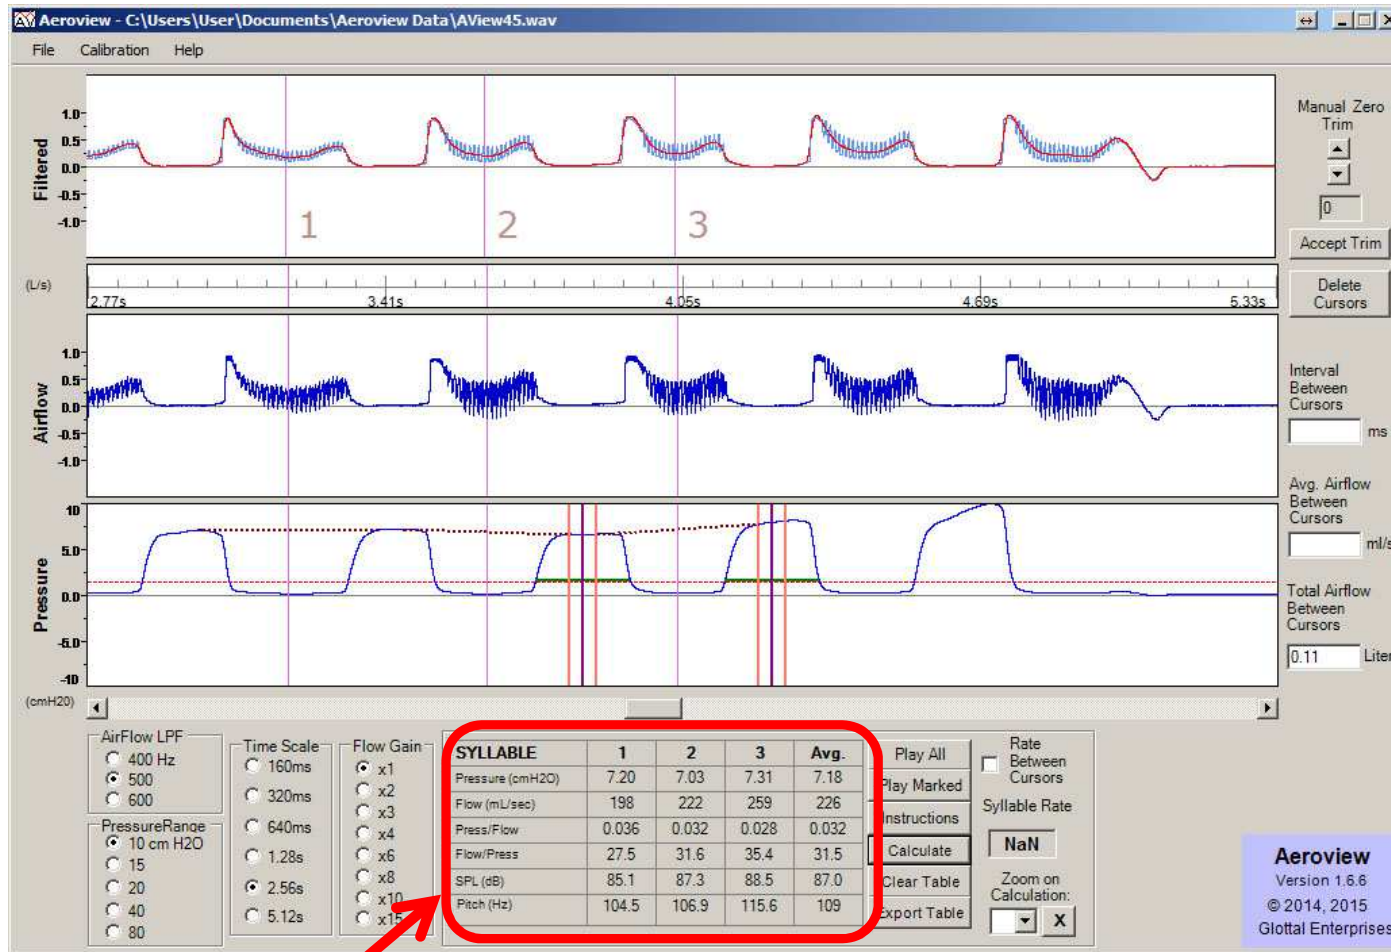 Aeroview - C:\Users\User\Documents\Aeroview Data\AView45.wav
File Calibration Help
Filtered
1.0
0.5
0.0
-0.5
-1.0
1 2 3
(L/s)
2.77s 3.41s 4.05s 4.69s 5.33s
Airflow
1.0
0.5
0.0
-0.5
-1.0
Pressure
10
5.0
0.0
-5.0
-10
(cmH20)
Manual Zero
Trim
0
Accept Trim
Delete
Cursors
Interval
Between
Cursors
ms
Avg. Airflow
Between
Cursors
ml/s
Total Airflow
Between
Cursors
0.11 Liter
AirFlow LPF
400 Hz
500
600
PressureRange
10 cm H2O
15
20
40
80
Time Scale
160ms
320ms
640ms
1.28s
2.56s
5.12s
Flow Gain
x1
x2
x3
x4
x6
x8
x10
x15
SYLLABLE 1 2 3 Avg.
Pressure (cmH2O) 7.20 7.03 7.31 7.18
Flow (mL/sec) 198 222 259 226
Press/Flow 0.036 0.032 0.028 0.032
Flow/Press 27.5 31.6 35.4 31.5
SPL (dB) 85.1 87.3 88.5 87.0
Pitch (Hz) 104.5 106.9 115.6 109
Play All
Play Marked
Instructions
Calculate
Clear Table
Export Table
Rate
Between
Cursors
Syllable Rate
NaN
Zoom on
Calculation:
X
Aeroview
Version 1.6.6
© 2014, 2015
Glottal Enterprises